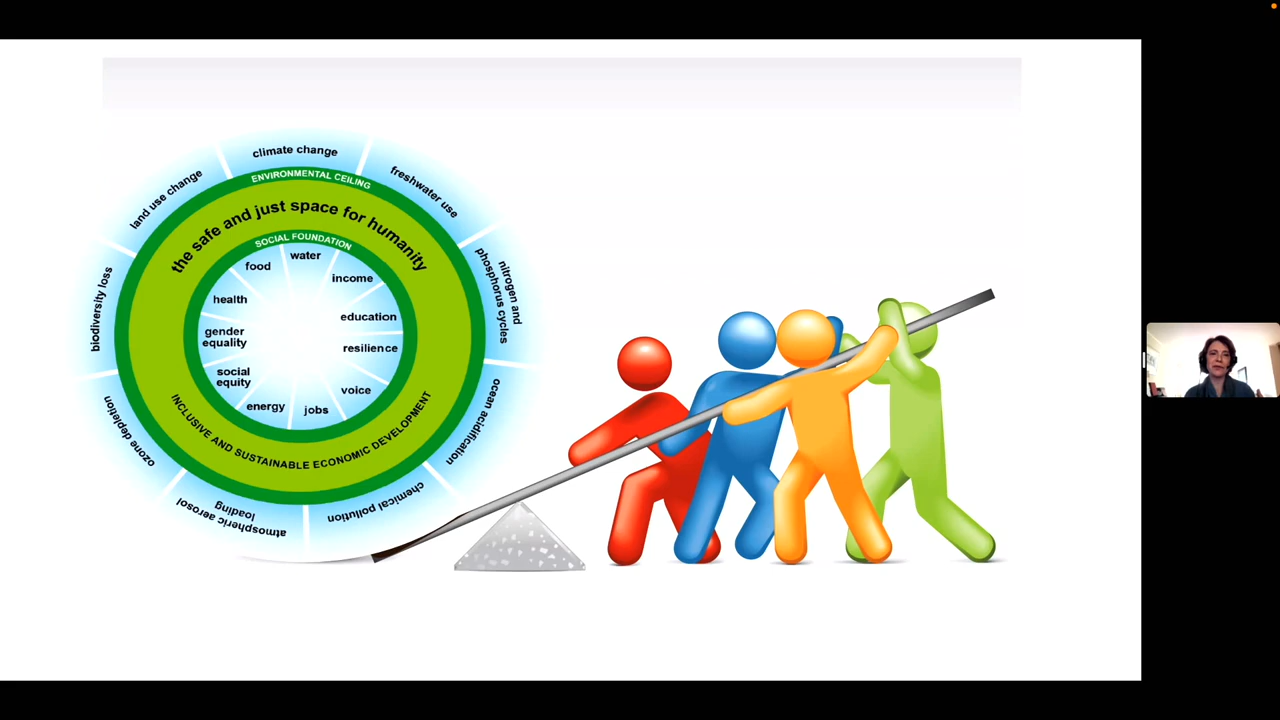 climate change
freshwater use
nitrogen and
phosphorus cycles
ocean acidification
chemical pollution
atmospheric aerosol
loading
ozone depletion
biodiversity loss
land use change
ENVIRONMENTAL CEILING
the safe and just space for humanity
SOCIAL FOUNDATION
water
income
education
resilience
voice
jobs
energy
social
equity
gender
equality
health
food
INCLUSIVE AND SUSTAINABLE ECONOMIC DEVELOPMENT